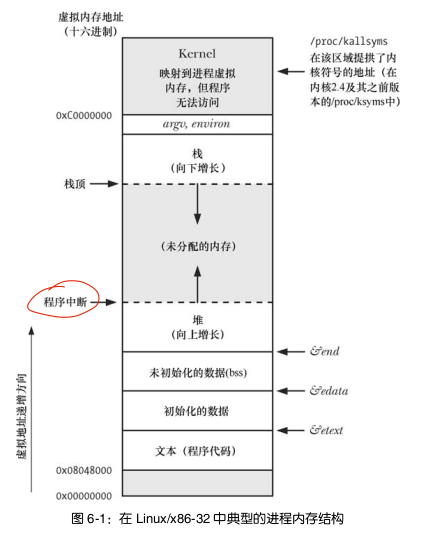 虚拟内存地址
(十六进制)
Kernel
映射到进程虚拟
内存，但程序
无法访问
/proc/kallsyms
在该区域提供了内
核符号的地址（在
内核2.4及其之前版
本的/proc/ksyms中）
0xC0000000
argv, environ
栈
(向下增长)
栈顶
(未分配的内存)
程序中断
堆
(向上增长)
&end
未初始化的数据(bss)
&edata
初始化的数据
&etext
文本（程序代码）
0x08048000
0x00000000
虚拟地址递增方向
图 6-1：在 Linux/x86-32 中典型的进程内存结构